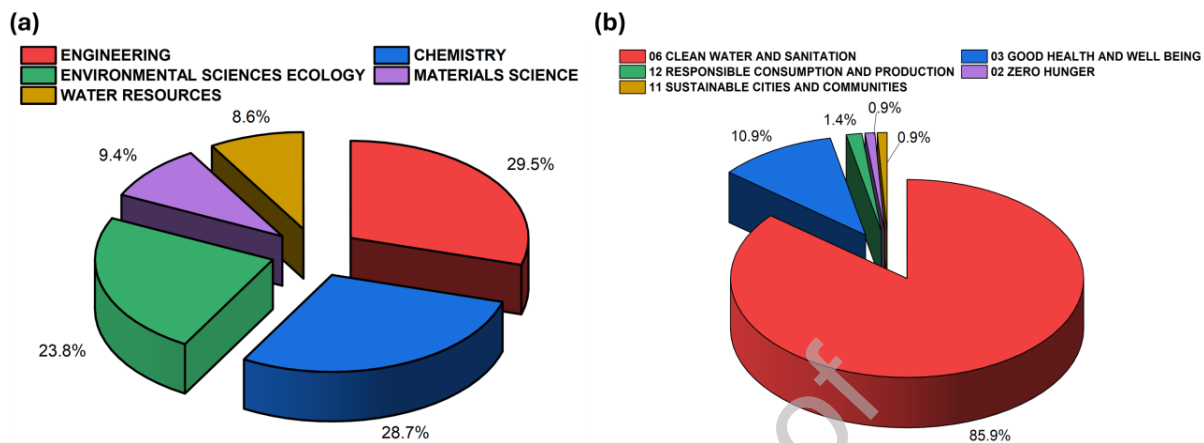 (a)
ENGINEERING CHEMISTRY
ENVIRONMENTAL SCIENCES ECOLOGY MATERIALS SCIENCE
WATER RESOURCES
8.6%
9.4%
29.5%
23.8%
28.7%
(b)
06 CLEAN WATER AND SANITATION 03 GOOD HEALTH AND WELL BEING
12 RESPONSIBLE CONSUMPTION AND PRODUCTION 02 ZERO HUNGER
11 SUSTAINABLE CITIES AND COMMUNITIES
0.9%
1.4%
0.9%
10.9%
85.9%
of